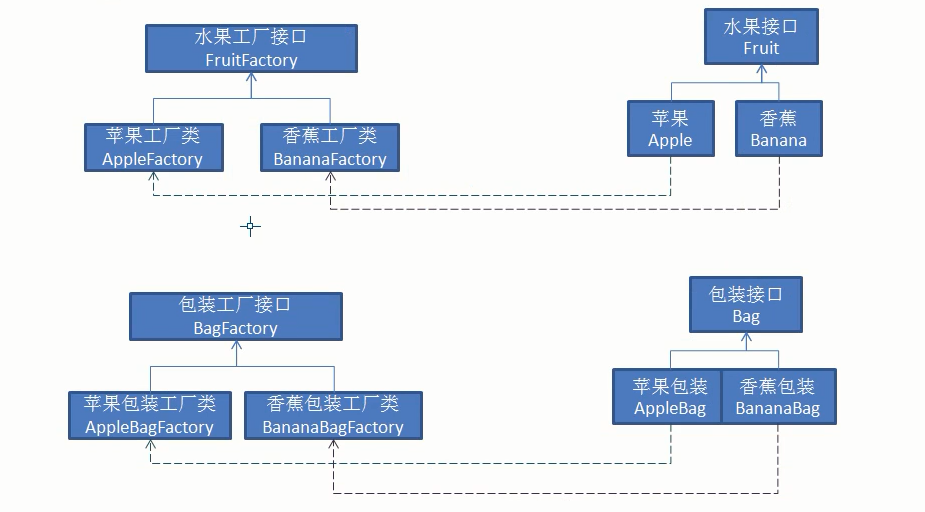 水果工厂接口
FruitFactory
水果接口
Fruit
苹果工厂类
AppleFactory
香蕉工厂类
BananaFactory
苹果
Apple
香蕉
Banana
包装工厂接口
BagFactory
包装接口
Bag
苹果包装工厂类
AppleBagFactory
香蕉包装工厂类
BananaBagFactory
苹果包装
AppleBag
香蕉包装
BananaBag